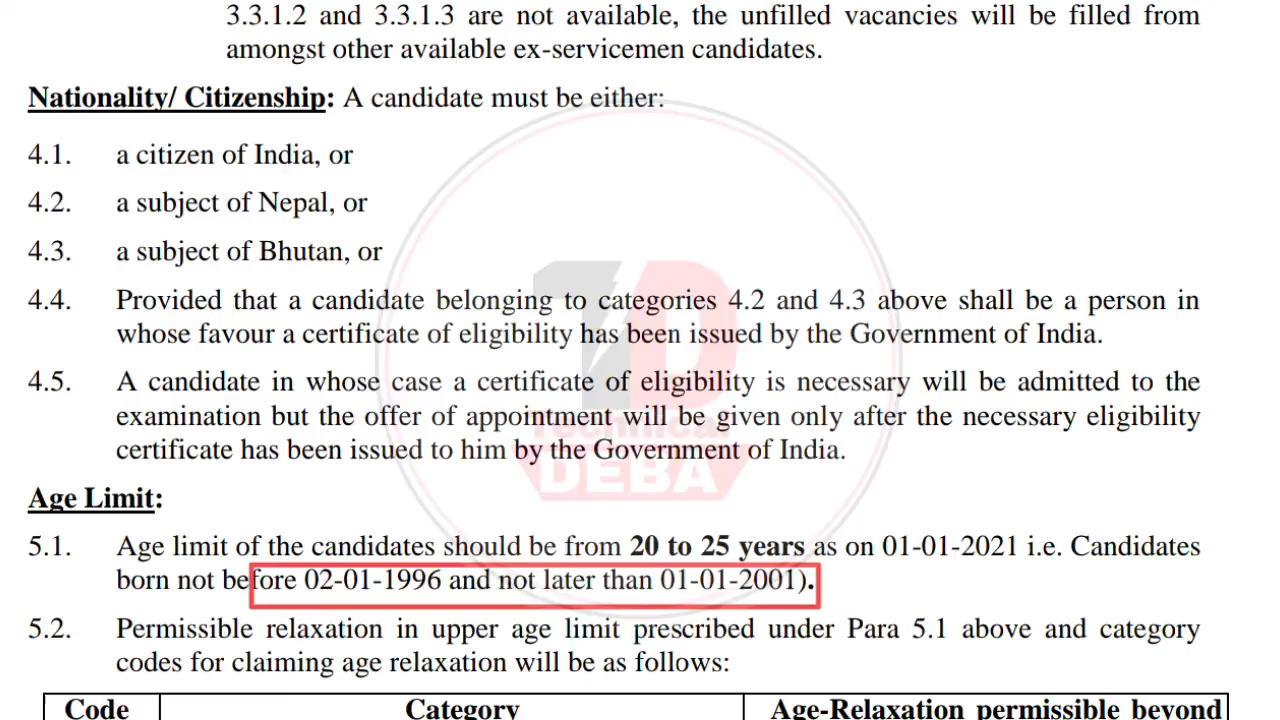 3.3.1.2 and 3.3.1.3 are not available, the unfilled vacancies will be filled from
amongst other available ex-servicemen candidates.
Nationality/ Citizenship: A candidate must be either:
4.1. a citizen of India, or
4.2. a subject of Nepal, or
4.3. a subject of Bhutan, or
4.4. Provided that a candidate belonging to categories 4.2 and 4.3 above shall be a person in
whose favour a certificate of eligibility has been issued by the Government of India.
4.5. A candidate in whose case a certificate of eligibility is necessary will be admitted to the
examination but the offer of appointment will be given only after the necessary eligibility
certificate has been issued to him by the Government of India.
TD
Technical
DEBA
Age Limit:
5.1. Age limit of the candidates should be from 20 to 25 years as on 01-01-2021 i.e. Candidates
born not before 02-01-1996 and not later than 01-01-2001).
5.2. Permissible relaxation in upper age limit prescribed under Para 5.1 above and category
codes for claiming age relaxation will be as follows:
Code Category Age-Relaxation permissible beyond